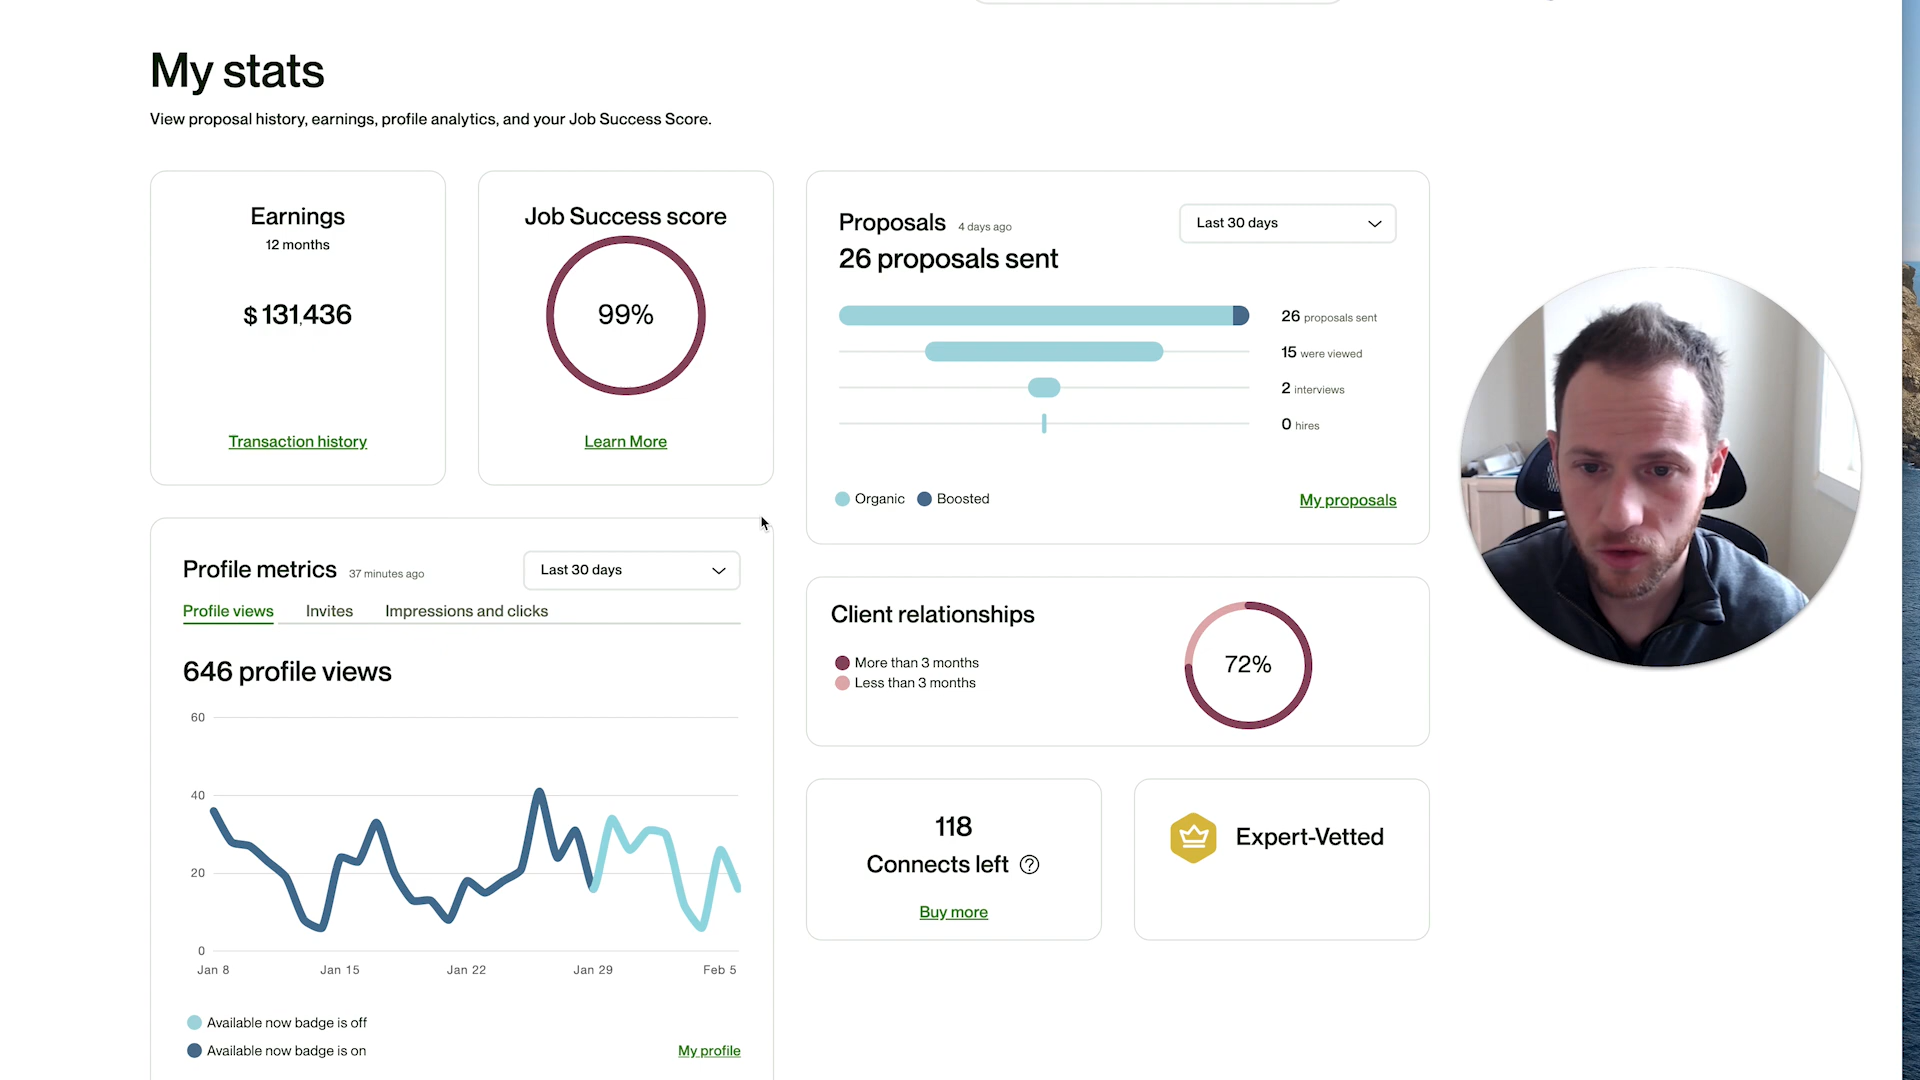 My stats
View proposal history, earnings, profile analytics, and your Job Success Score.
Earnings
12 months
$131,436
Transaction history
Job Success score
99%
Learn More
Proposals 4 days ago
Last 30 days
26 proposals sent
26 proposals sent
15 were viewed
2 interviews
0 hires
Organic Boosted
My proposals
Profile metrics 37 minutes ago
Last 30 days
Profile views Invites Impressions and clicks
646 profile views
60
40
20
0
Jan 8 Jan 15 Jan 22 Jan 29 Feb 5
Available now badge is off
Available now badge is on
My profile
Client relationships
More than 3 months
Less than 3 months
72%
118
Connects left ?
Buy more
Expert-Vetted